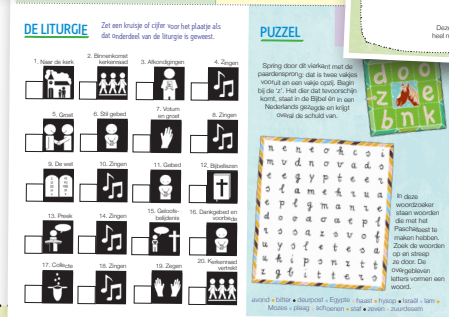 DE LITURGIE
Zet een kruisje of cijfer voor het plaatje als
dat onderdeel van de liturgie is geweest.
1. Naar de kerk
2. Binnenkomst
kerkenraad
3. Afkondigingen
4. Zingen
5. Groet
6. Stil gebed
7. Votum
en groet
8. Zingen
9. De wet
10. Zingen
11. Gebed
12. Bijbellezen
13. Preek
14. Zingen
15. Geloofs-
belijdenis
16. Dankgebed en
voorbede
17. Collecte
18. Zingen
19. Zegen
20. Kerkenraad
vertrekt
PUZZEL
Spring door dit vierkant met de
paardensprong: dat is twee vakjes
vooruit en een vakje opzij. Begin
bij de 'z'. Het dier dat tevoorschijn
komt, staat in de Bijbel én in een
Nederlands gezegde en krijgt
overal de schuld van.
Deze
heel n
d o o
z e
b n k
n e n e o h c s i
m v d n o v a d s
e e g y p t e e r
s l a m e h r u a
e p l g m a n r e
d o o a o a e p l
r s s a z s v o f
u y s l e t e s a
u k i p s n z t t
z g b i t t e r s
In deze
woordzoeker
staan woorden
die met het
Paschafeest te
maken hebben.
Zoek de woorden
op en streep
ze door. De
overgebleven
letters vormen een
woord.
avond • bitter • deurpost • Egypte • haast • hysop • Israël • lam •
Mozes • plaag • schoenen • staf • zeven • zuurdesem